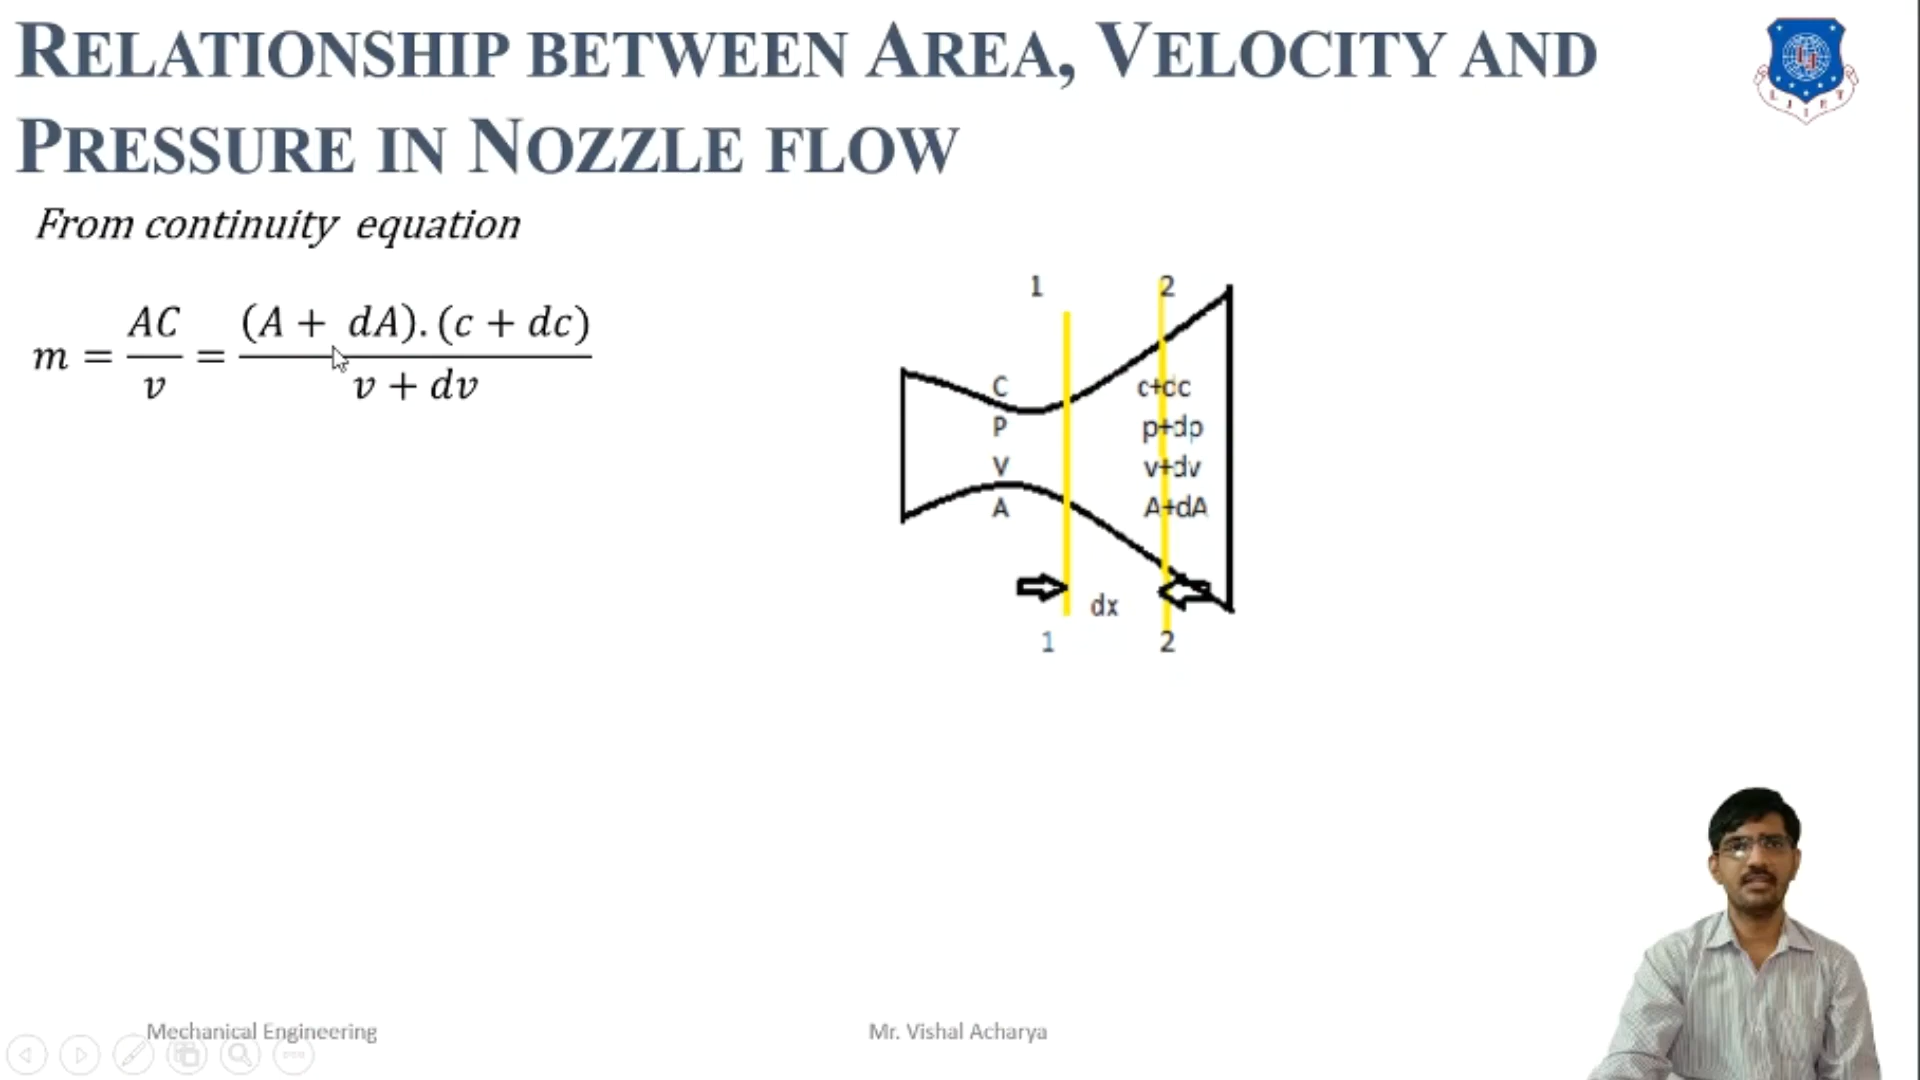 RELATIONSHIP BETWEEN AREA, VELOCITY AND
PRESSURE IN NOZZLE FLOW
From continuity equation
m = AC/v = (A + dA).(c + dc)/(v + dv)
1 2
C c+dc
P p+dp
V v+dv
A A+dA
dx
1 2
L J I E T
Mechanical Engineering
Mr. Vishal Acharya